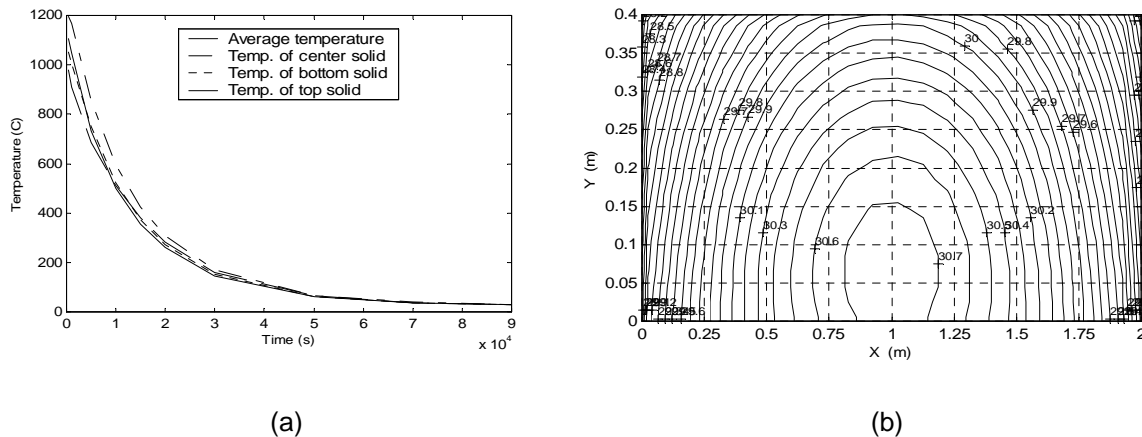 1200
1000
800
600
400
200
0
Temperature (C)
Average temperature
Temp. of center solid
Temp. of bottom solid
Temp. of top solid
0 1 2 3 4 5 6 7 8 9
Time (s)
x 10^4
(a)
0.4
0.35
0.3
0.25
0.2
0.15
0.1
0.05
0
Y (m)
28.5
28.3
28.7
28.8
30
29.8
29.8
29.7
29.9
29.9
29.7
29.6
30.1
30.3
30.2
30.4
30.6
30.7
0 0.25 0.5 0.75 1 1.25 1.5 1.75 2
X (m)
(b)